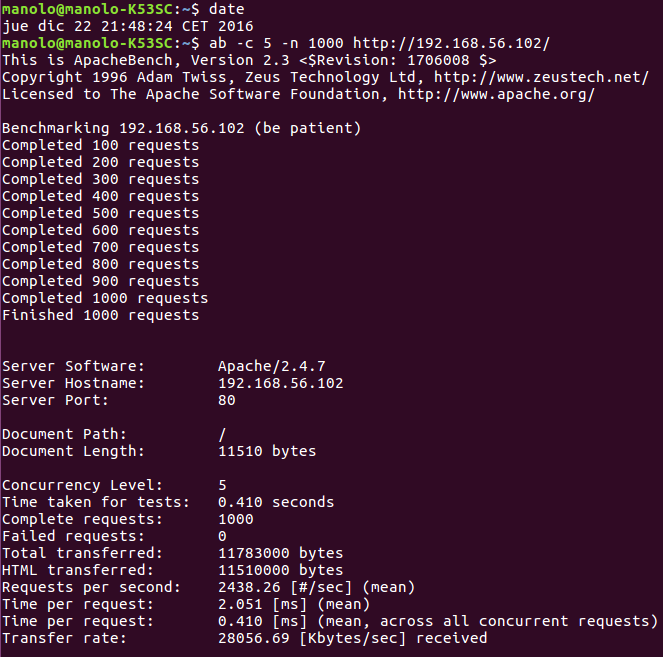 manolo@manolo-K53SC:~$ date
jue dic 22 21:48:24 CET 2016
manolo@manolo-K53SC:~$ ab -c 5 -n 1000 http://192.168.56.102/
This is ApacheBench, Version 2.3 <$Revision: 1706008 $>
Copyright 1996 Adam Twiss, Zeus Technology Ltd, http://www.zeustech.net/
Licensed to The Apache Software Foundation, http://www.apache.org/

Benchmarking 192.168.56.102 (be patient)
Completed 100 requests
Completed 200 requests
Completed 300 requests
Completed 400 requests
Completed 500 requests
Completed 600 requests
Completed 700 requests
Completed 800 requests
Completed 900 requests
Completed 1000 requests
Finished 1000 requests

Server Software:        Apache/2.4.7
Server Hostname:        192.168.56.102
Server Port:            80

Document Path:          /
Document Length:        11510 bytes

Concurrency Level:      5
Time taken for tests:   0.410 seconds
Complete requests:      1000
Failed requests:        0
Total transferred:      11783000 bytes
HTML transferred:       11510000 bytes
Requests per second:    2438.26 [#/sec] (mean)
Time per request:       2.051 [ms] (mean)
Time per request:       0.410 [ms] (mean, across all concurrent requests)
Transfer rate:          28056.69 [Kbytes/sec] received